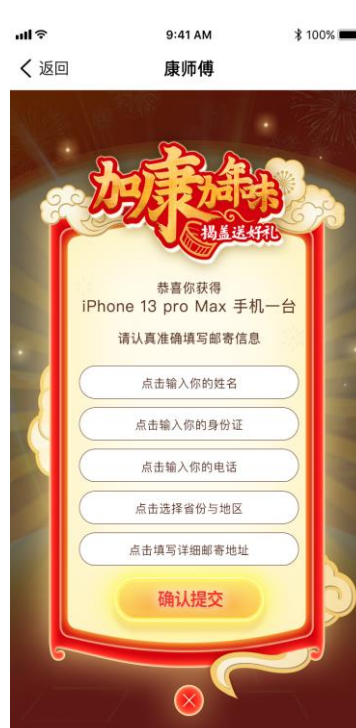 9:41 AM
100%
返回
康师傅
加康加年味
揭盖送好礼
恭喜你获得
iPhone 13 pro Max 手机一台
请认真准确填写邮寄信息
点击输入你的姓名
点击输入你的身份证
点击输入你的电话
点击选择省份与地区
点击填写详细邮寄地址
确认提交